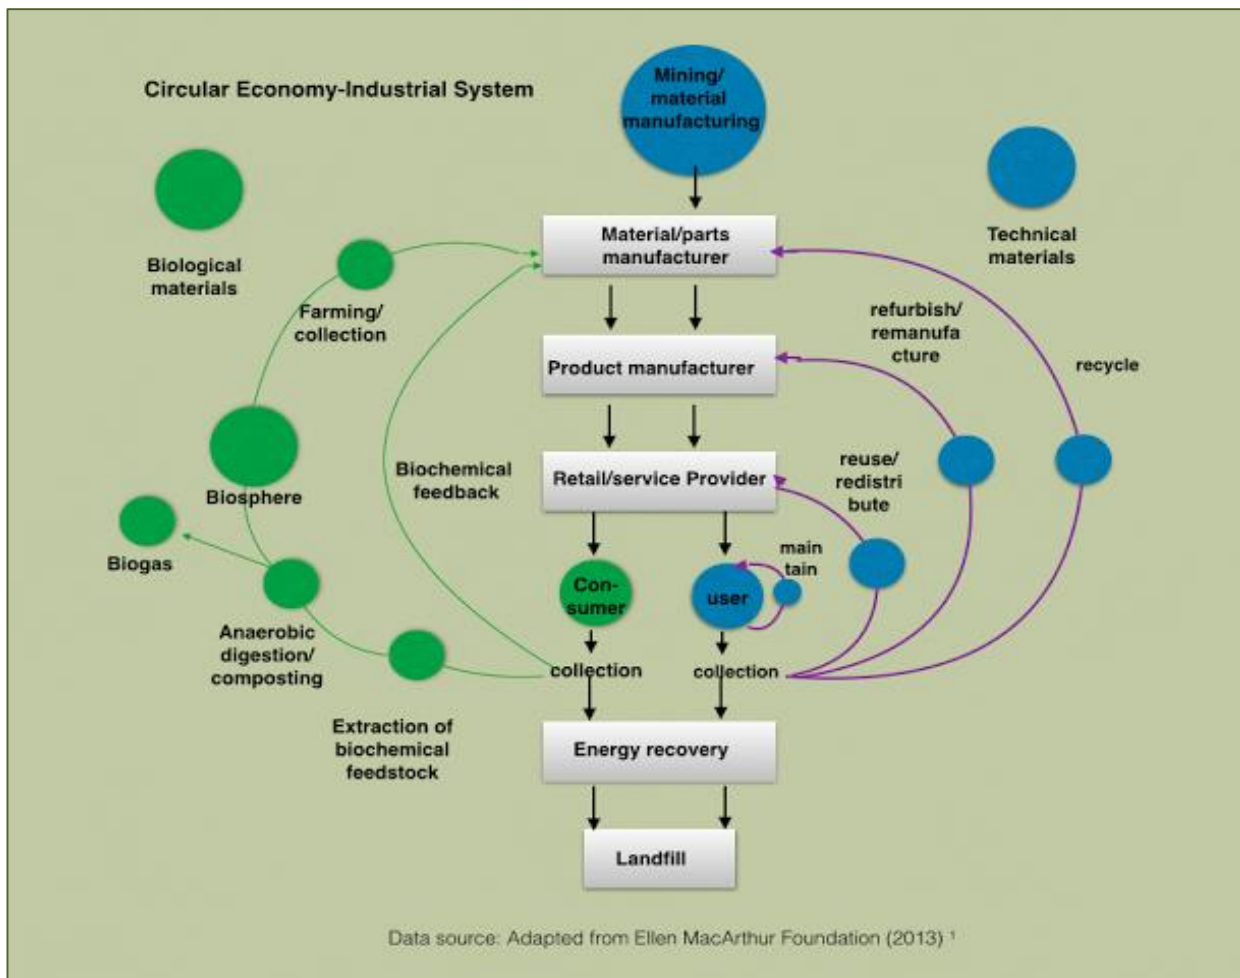 Circular Economy-Industrial System
Mining/
material
manufacturing
Biological
materials
Technical
materials
Material/parts
manufacturer
Farming/
collection
refurbish/
remanufa
cture
recycle
Product manufacturer
Biochemical
feedback
Retail/service Provider
reuse/
redistri
bute
Biosphere
Biogas
Con-
sumer
user
main
tain
Anaerobic
digestion/
composting
collection
collection
Extraction of
biochemical
feedstock
Energy recovery
Landfill
Data source: Adapted from Ellen MacArthur Foundation (2013) ¹